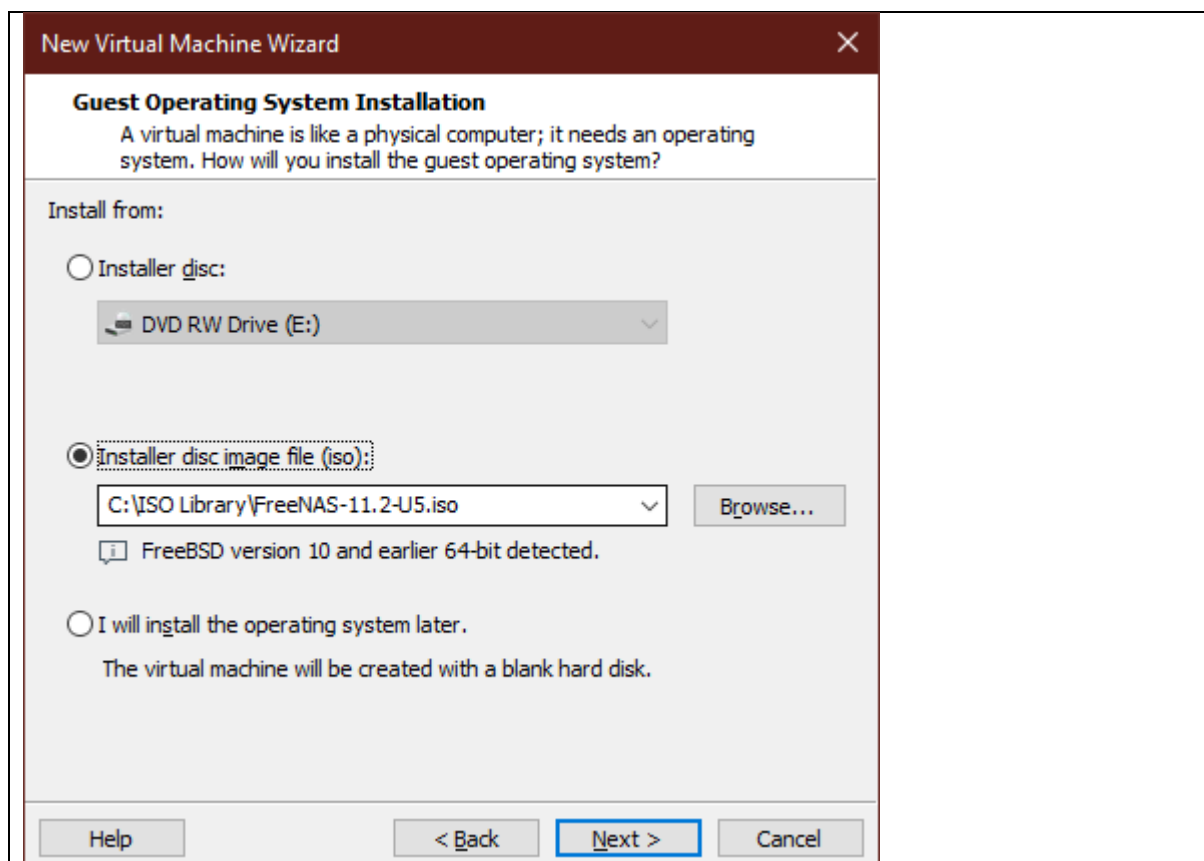 New Virtual Machine Wizard
Guest Operating System Installation
A virtual machine is like a physical computer; it needs an operating
system. How will you install the guest operating system?
Install from:
Installer disc:
DVD RW Drive (E:)
Installer disc image file (iso):
C:\ISO Library\FreeNAS-11.2-U5.iso
Browse...
FreeBSD version 10 and earlier 64-bit detected.
I will install the operating system later.
The virtual machine will be created with a blank hard disk.
Help
< Back
Next >
Cancel